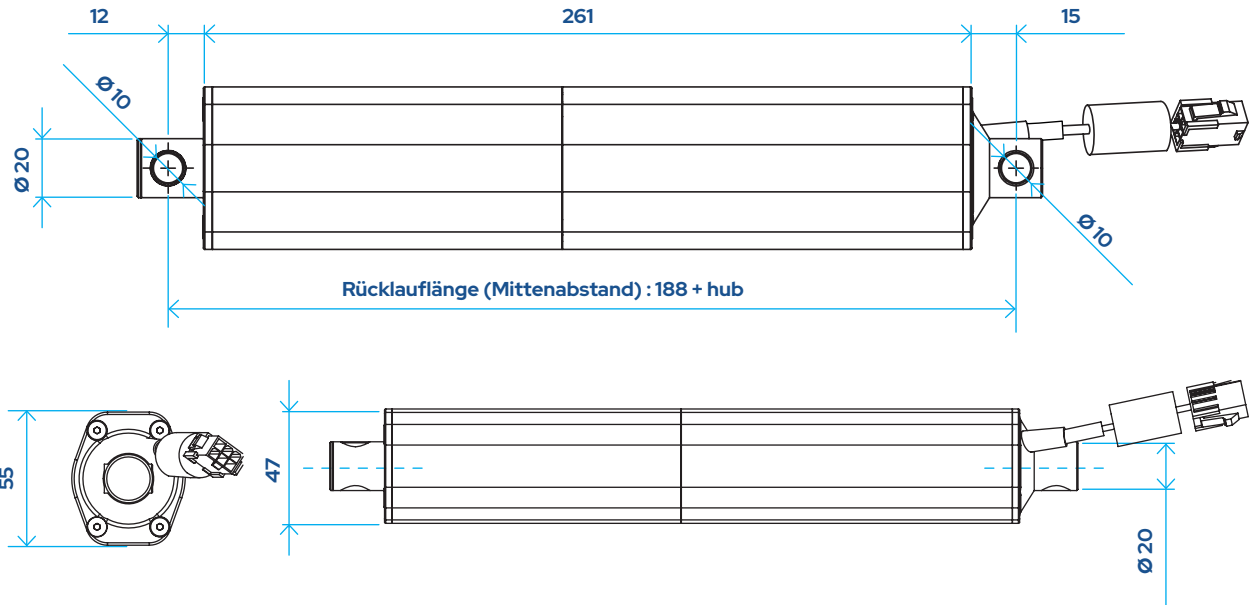 12
261
15
Ø 10
Ø 20
Ø 10
Rücklauflänge (Mittenabstand) : 188 + hub
55
47
Ø 20